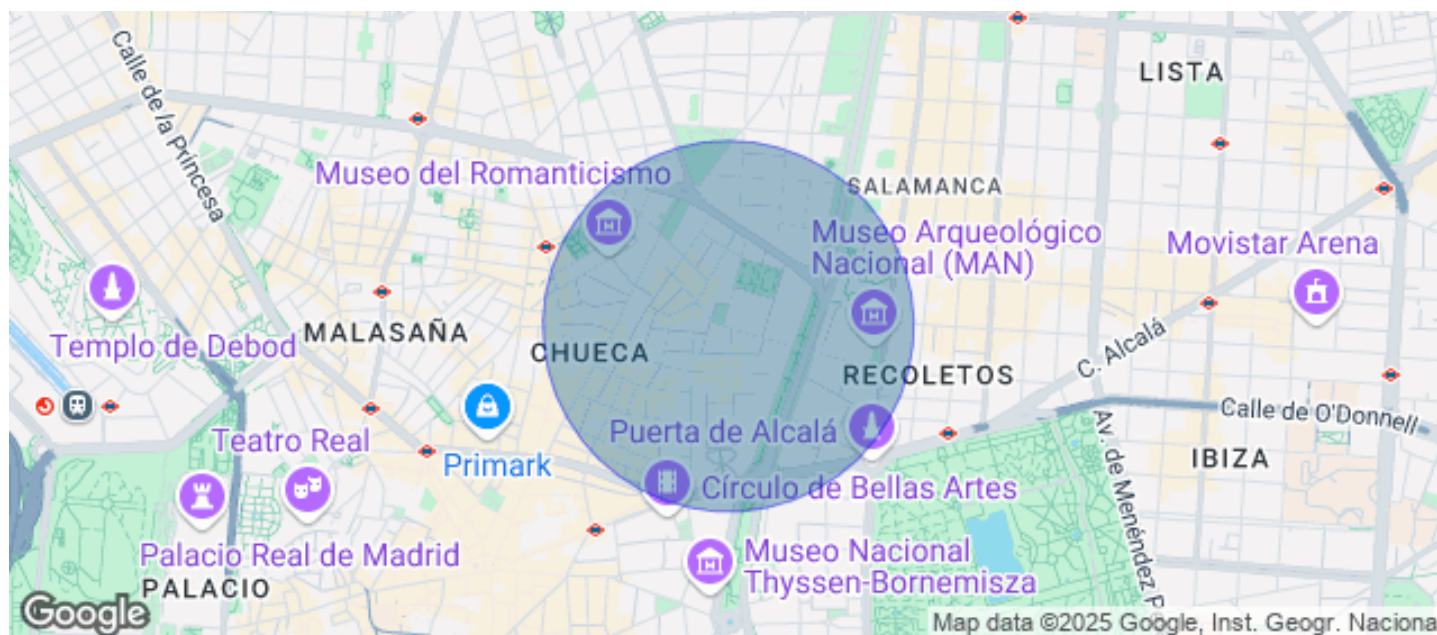 Calle de la Princesa
LISTA
Museo del Romanticismo
SALAMANCA
Museo Arqueológico
Nacional (MAN)
Movistar Arena
Templo de Debod
MALASAÑA
CHUECA
C. Alcalá
RECOLETOS
Calle de O'Donnell
Puerta de Alcalá
Av. de Menéndez P
IBIZA
Teatro Real
Primark
Círculo de Bellas Artes
Palacio Real de Madrid
Museo Nacional
Thyssen-Bornemisza
PALACIO
Google
Map data ©2025 Google, Inst. Geogr. Naciona